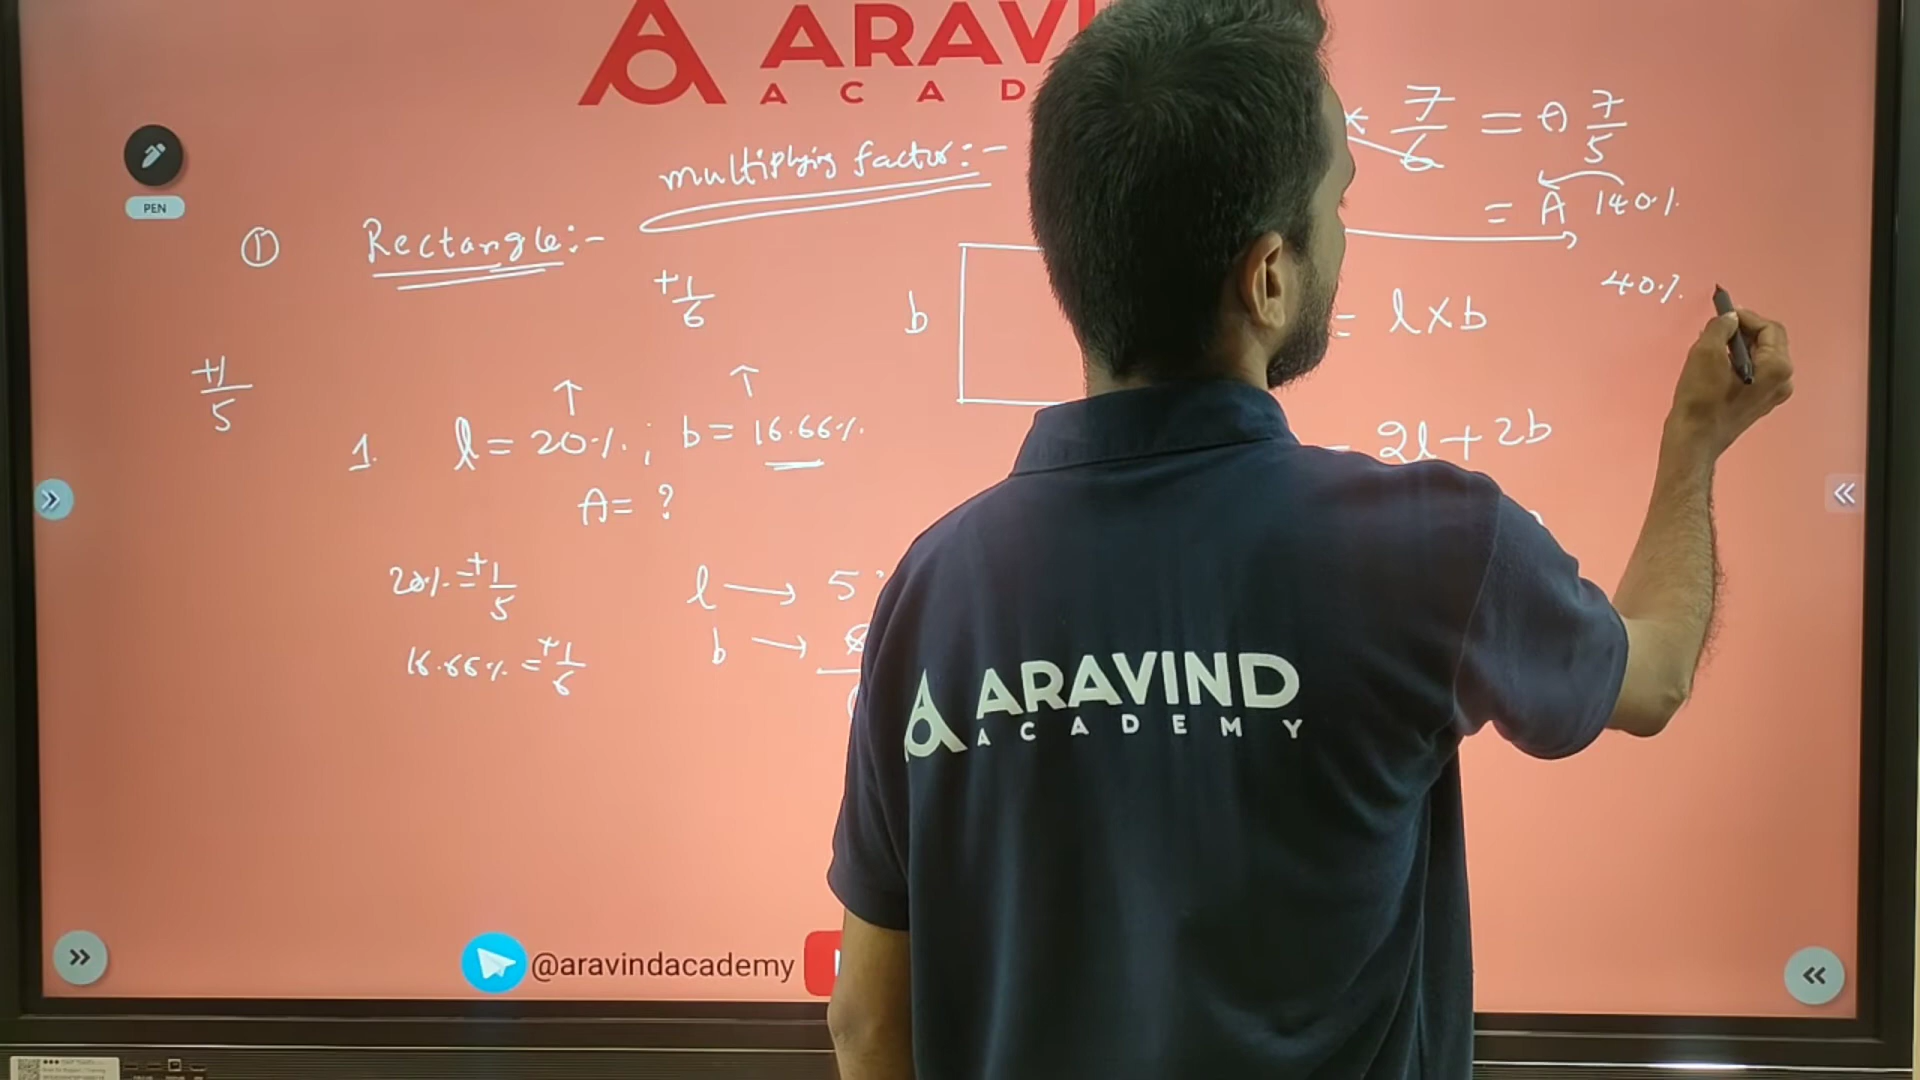 ARAVI
ACAD
PEN
multiplying factor:-
① Rectangle:-
× 7/6 = A 7/5
= A 140%
40%
+1/6
b
= l×b
+1/5
↑ ↑
1. l = 20% ; b = 16.66%
= 2l+2b
A = ?
20% = +1/5
l → 5
16.66% = +1/6
b →
ARAVIND
ACADEMY
@aravindacademy